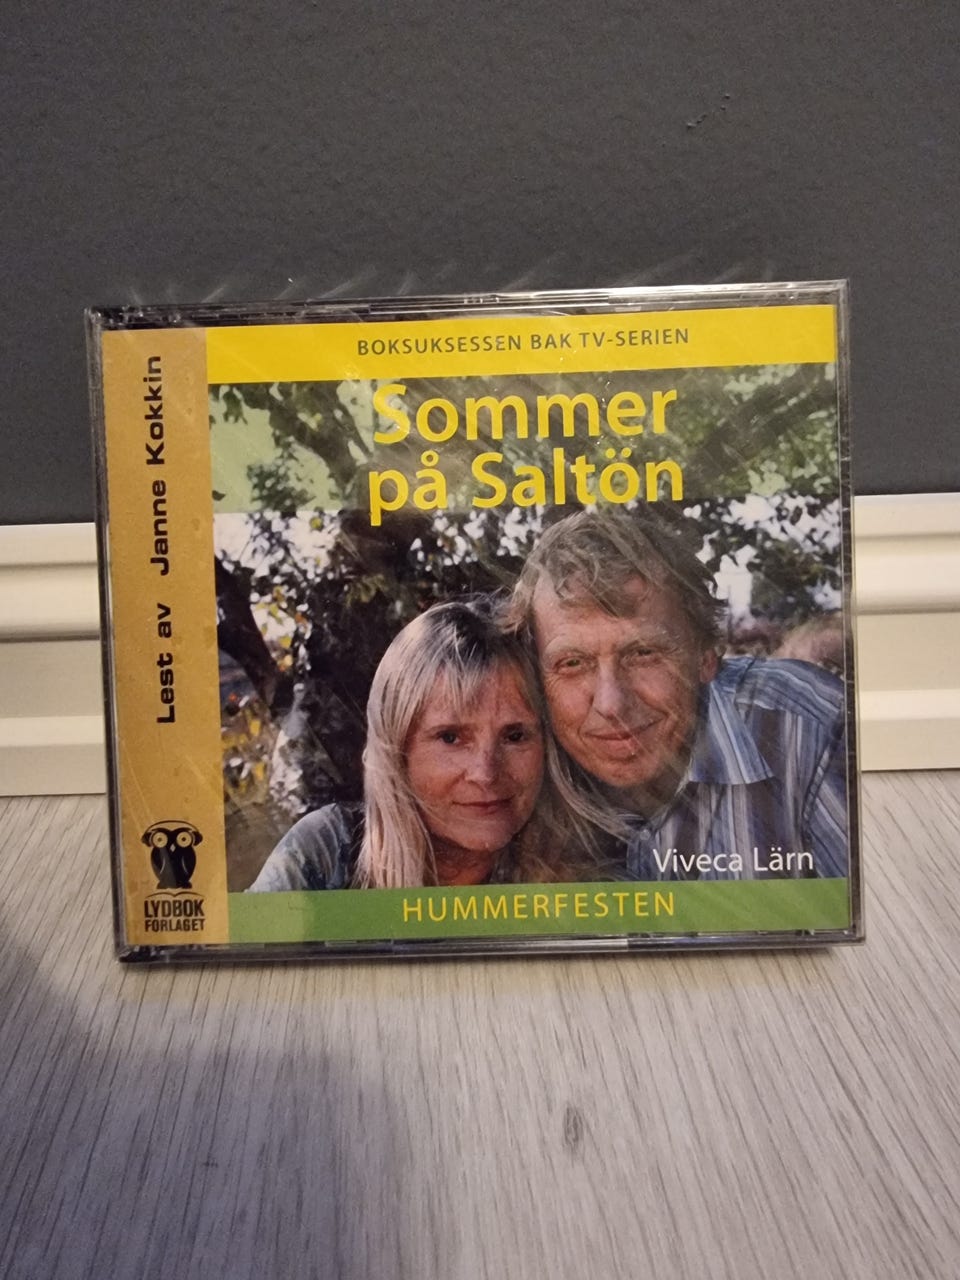 BOKSUKSESSEN BAK TV-SERIEN
Sommer
på Saltön
Lest av Janne Kokkin
Viveca Lärn
HUMMERFESTEN
LYDBOK
FORLAGET